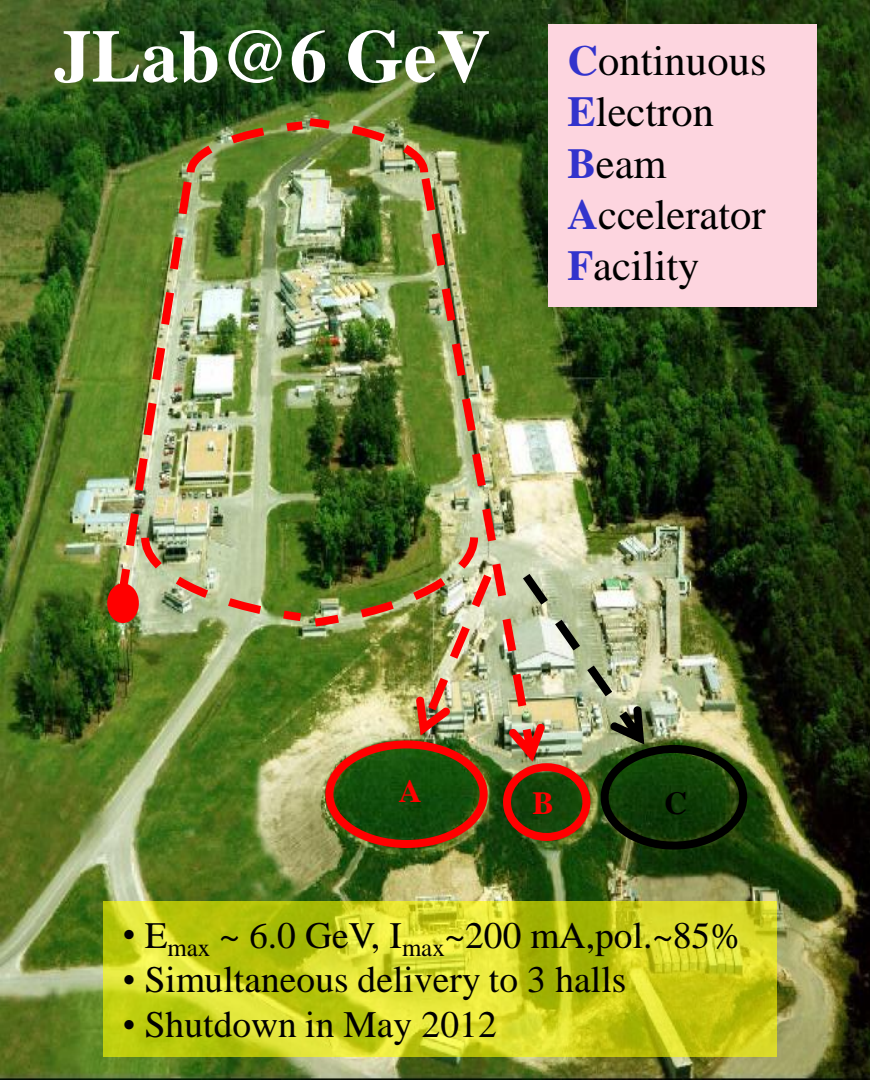 JLab@6 GeV
Continuous
Electron
Beam
Accelerator
Facility
A
B
C
• Emax ~ 6.0 GeV, Imax~200 mA,pol.~85%
• Simultaneous delivery to 3 halls
• Shutdown in May 2012